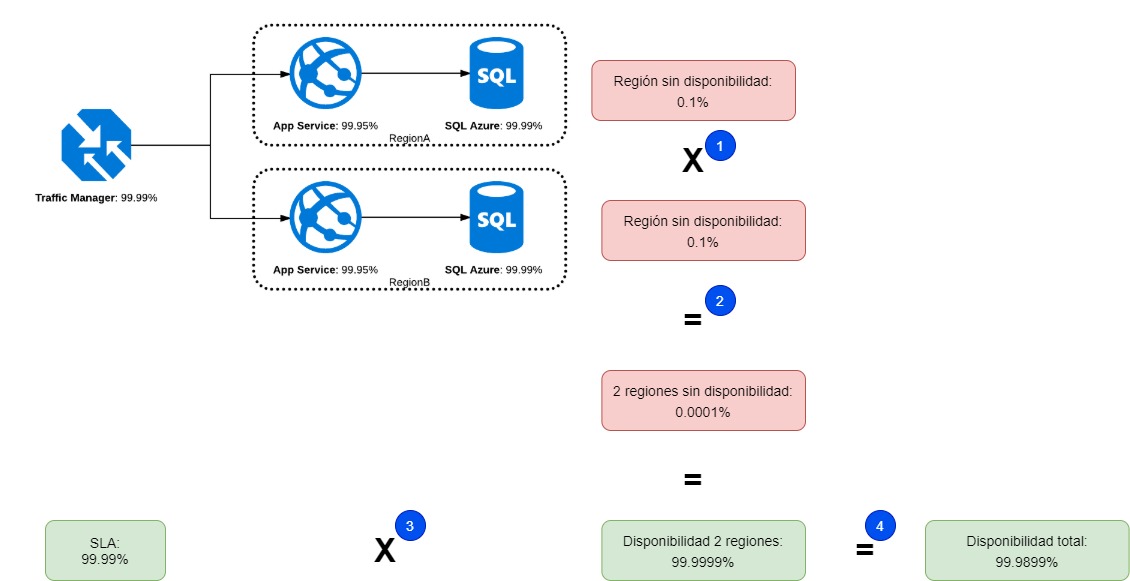 SQL
App Service: 99.95%
SQL Azure: 99.99%
RegionA
Región sin disponibilidad:
0.1%
X
1
Traffic Manager: 99.99%
SQL
App Service: 99.95%
SQL Azure: 99.99%
RegionB
Región sin disponibilidad:
0.1%
=
2
2 regiones sin disponibilidad:
0.0001%
=
SLA:
99.99%
X
3
Disponibilidad 2 regiones:
99.9999%
=
4
Disponibilidad total:
99.9899%